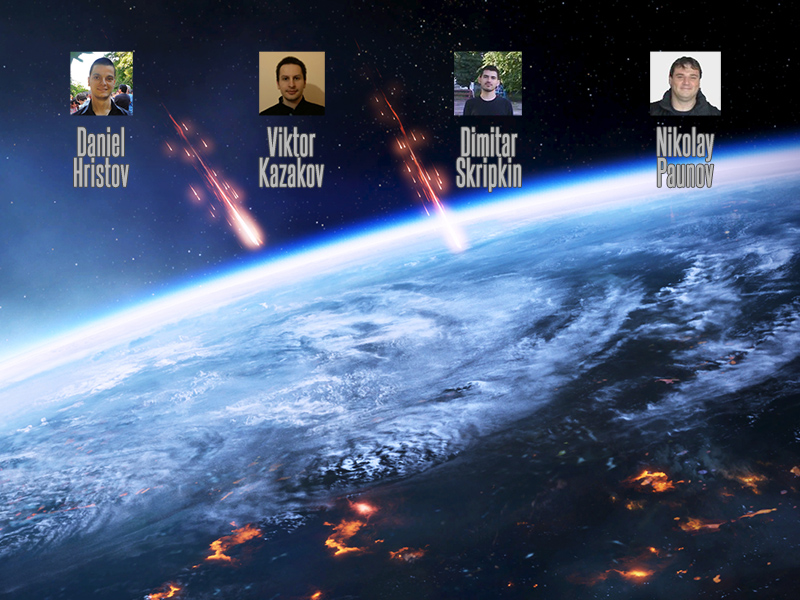 Daniel
Hristov
Viktor
Kazakov
Dimitar
Skripkin
Nikolay
Paunov